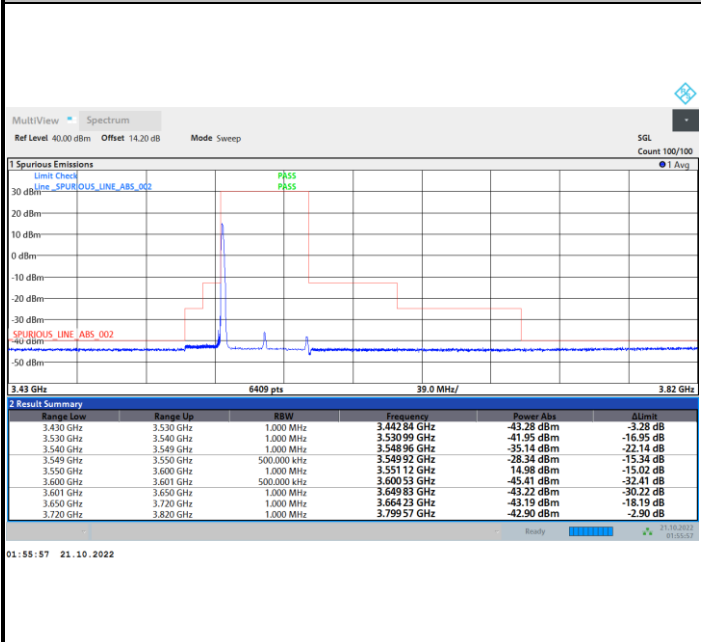 MultiView Spectrum
Ref Level 40.00 dBm Offset 14.20 dB Mode Sweep SGL
Count 100/100
1 Spurious Emissions 1 Avg
Limit Check PASS
Line _SPURIOUS_LINE_ABS_002 PASS
30 dBm
20 dBm
10 dBm
0 dBm
-10 dBm
-20 dBm
-30 dBm
SPURIOUS_LINE_ABS_002
-40 dBm
-50 dBm
3.43 GHz 6409 pts 39.0 MHz/ 3.82 GHz
2 Result Summary
Range Low Range Up RBW Frequency Power Abs ΔLimit
3.430 GHz 3.530 GHz 1.000 MHz 3.442 84 GHz -43.28 dBm -3.28 dB
3.530 GHz 3.540 GHz 1.000 MHz 3.530 99 GHz -41.95 dBm -16.95 dB
3.540 GHz 3.549 GHz 1.000 MHz 3.548 96 GHz -35.14 dBm -22.14 dB
3.549 GHz 3.550 GHz 500.000 kHz 3.549 92 GHz -28.34 dBm -15.34 dB
3.550 GHz 3.600 GHz 1.000 MHz 3.551 12 GHz 14.98 dBm -15.02 dB
3.600 GHz 3.601 GHz 500.000 kHz 3.600 53 GHz -45.41 dBm -32.41 dB
3.601 GHz 3.650 GHz 1.000 MHz 3.649 83 GHz -43.22 dBm -30.22 dB
3.650 GHz 3.720 GHz 1.000 MHz 3.664 23 GHz -43.19 dBm -18.19 dB
3.720 GHz 3.820 GHz 1.000 MHz 3.799 57 GHz -42.90 dBm -2.90 dB
Ready 21.10.2022
01:55:57
01:55:57 21.10.2022